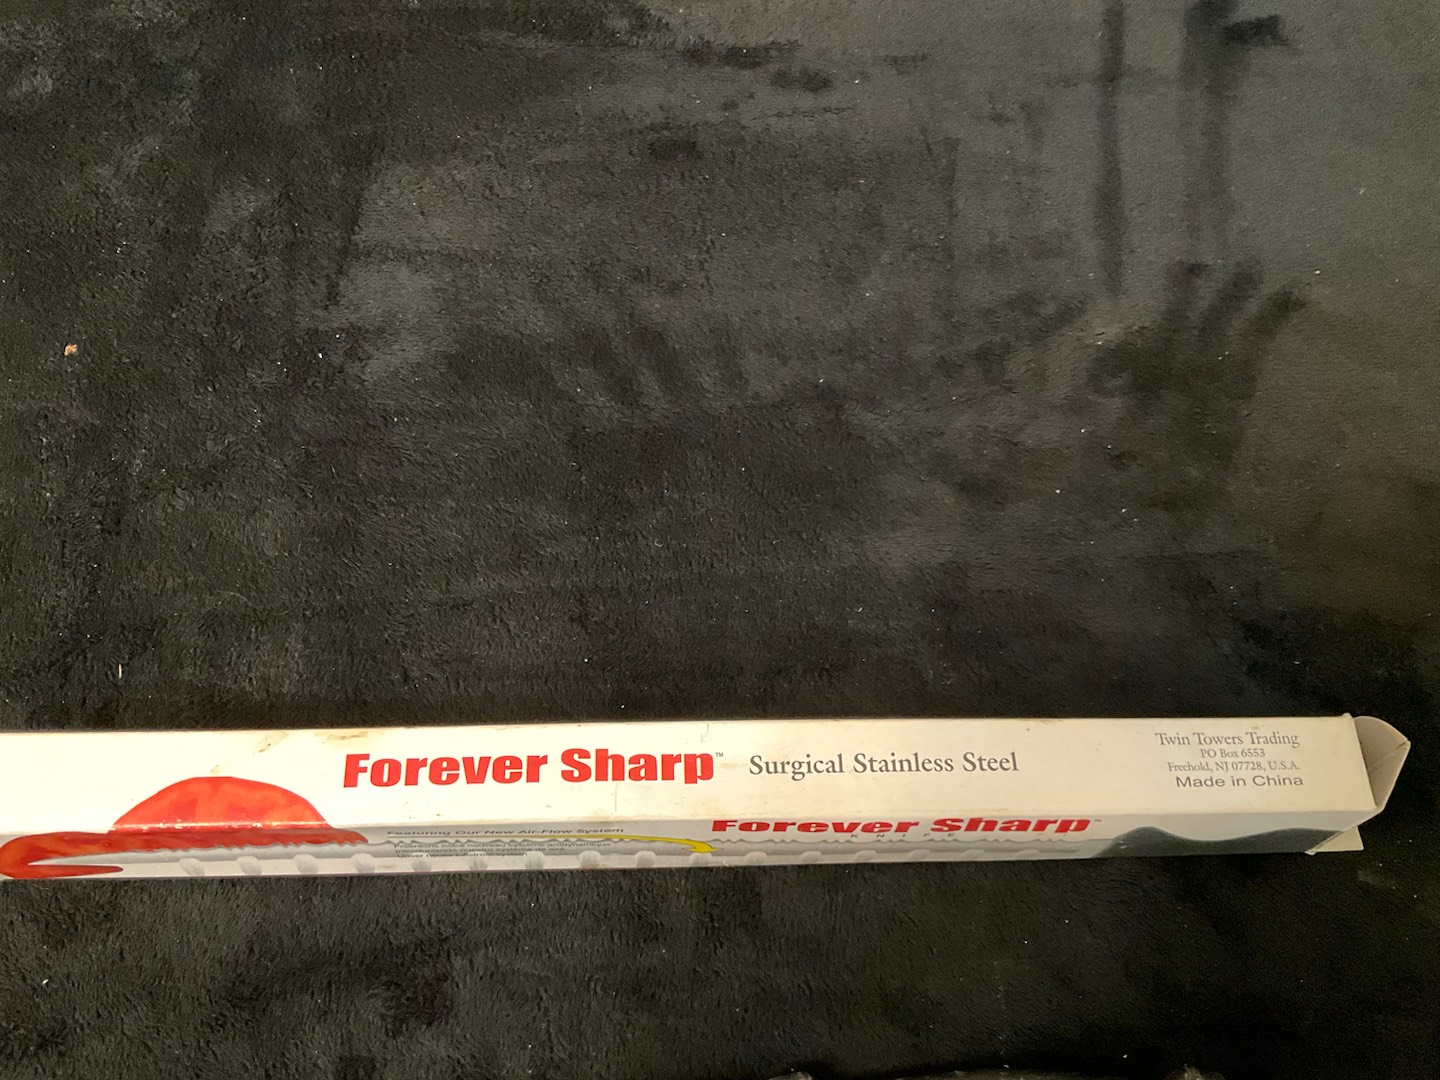 Forever Sharp™ Surgical Stainless Steel
Twin Towers Trading
PO Box 6553
Freehold, NJ 07728, U.S.A.
Made in China
Featuring Our New Air-Flow System
Forever Sharp™
KNIFE